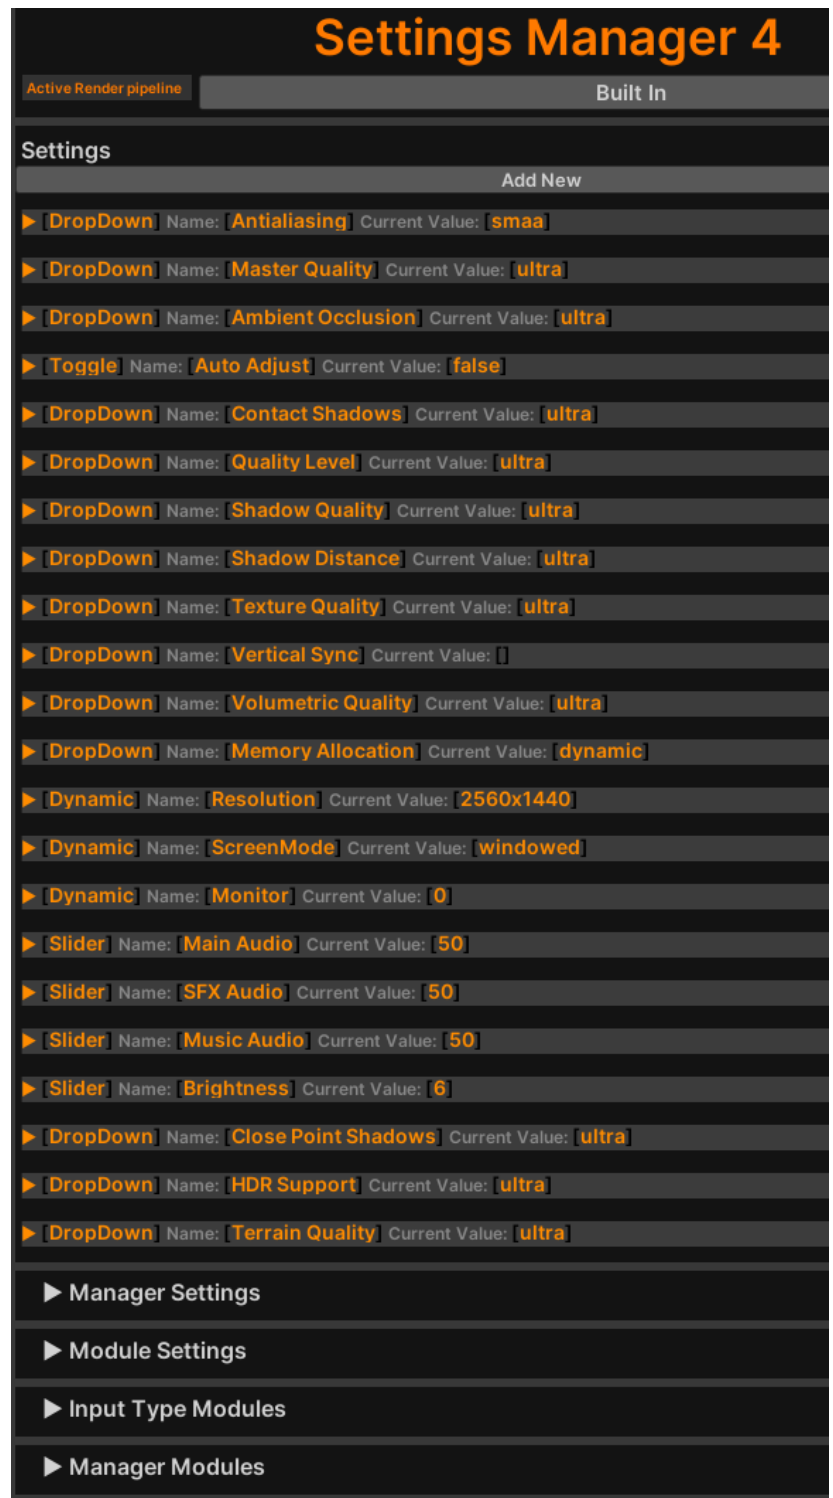 Settings Manager 4
Active Render pipeline Built In
Settings
Add New
▶ [DropDown] Name: [Antialiasing] Current Value: [smaa]
▶ [DropDown] Name: [Master Quality] Current Value: [ultra]
▶ [DropDown] Name: [Ambient Occlusion] Current Value: [ultra]
▶ [Toggle] Name: [Auto Adjust] Current Value: [false]
▶ [DropDown] Name: [Contact Shadows] Current Value: [ultra]
▶ [DropDown] Name: [Quality Level] Current Value: [ultra]
▶ [DropDown] Name: [Shadow Quality] Current Value: [ultra]
▶ [DropDown] Name: [Shadow Distance] Current Value: [ultra]
▶ [DropDown] Name: [Texture Quality] Current Value: [ultra]
▶ [DropDown] Name: [Vertical Sync] Current Value: []
▶ [DropDown] Name: [Volumetric Quality] Current Value: [ultra]
▶ [DropDown] Name: [Memory Allocation] Current Value: [dynamic]
▶ [Dynamic] Name: [Resolution] Current Value: [2560x1440]
▶ [Dynamic] Name: [ScreenMode] Current Value: [windowed]
▶ [Dynamic] Name: [Monitor] Current Value: [0]
▶ [Slider] Name: [Main Audio] Current Value: [50]
▶ [Slider] Name: [SFX Audio] Current Value: [50]
▶ [Slider] Name: [Music Audio] Current Value: [50]
▶ [Slider] Name: [Brightness] Current Value: [6]
▶ [DropDown] Name: [Close Point Shadows] Current Value: [ultra]
▶ [DropDown] Name: [HDR Support] Current Value: [ultra]
▶ [DropDown] Name: [Terrain Quality] Current Value: [ultra]
▶ Manager Settings
▶ Module Settings
▶ Input Type Modules
▶ Manager Modules